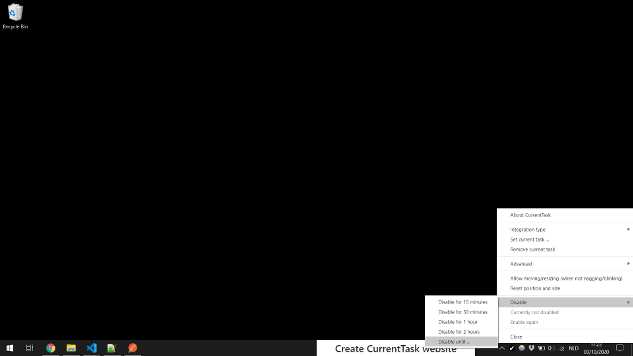 Recycle Bin
About CurrentTask
Integration type
Set current task ...
Remove current task
Advanced
Allow moving/resizing (when not nagging/blinking)
Reset position and size
Disable
Currently not disabled
Enable again
Close
Disable for 15 minutes
Disable for 30 minutes
Disable for 1 hour
Disable for 2 hours
Disable until ...
Create CurrentTask website
NLD
11:22
03/10/2020